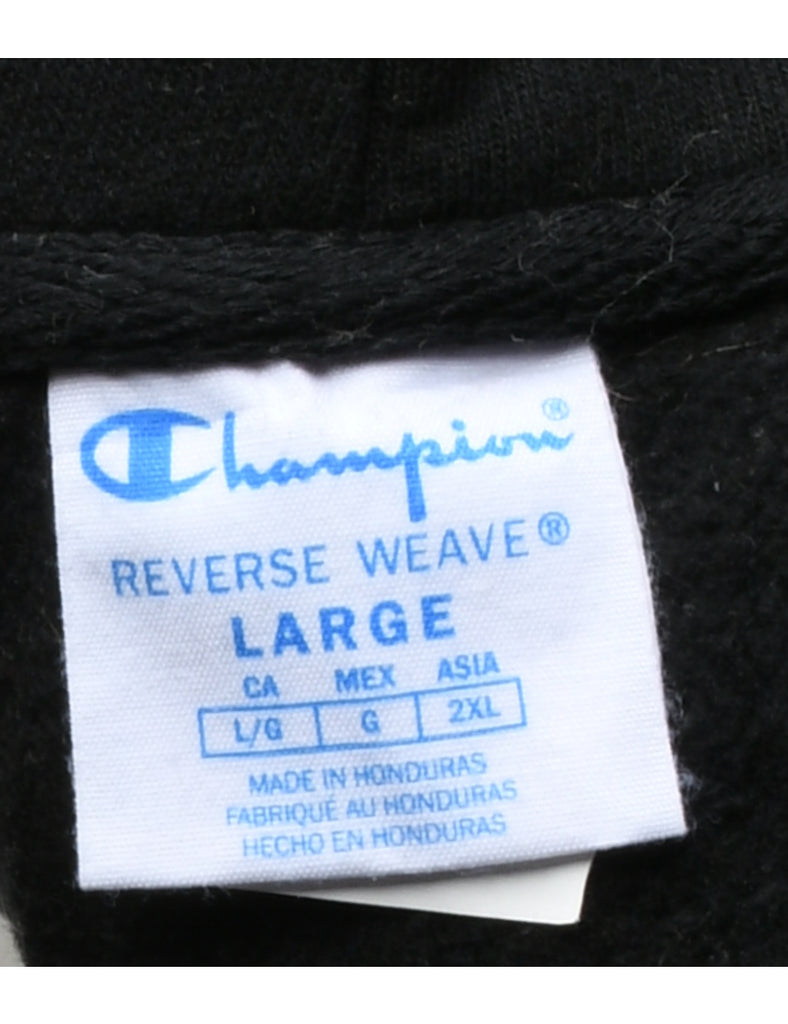 Champion®
REVERSE WEAVE®
LARGE
CA MEX ASIA
L/G G 2XL
MADE IN HONDURAS
FABRIQUÉ AU HONDURAS
HECHO EN HONDURAS